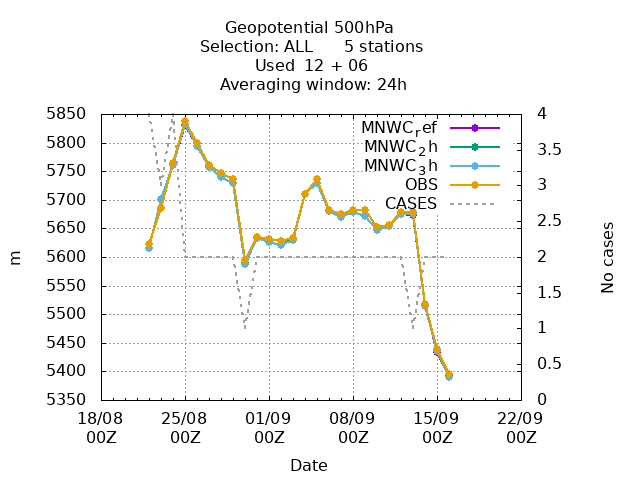 Geopotential 500hPa
Selection: ALL 5 stations
Used 12 + 06
Averaging window: 24h
5850 4
MNWC_ref
5800 MNWC_2h 3.5
5750 MNWC_3h
OBS 3
5700 CASES
5650 2.5
5600 2
5550 1.5
5500 1
5450 0.5
5400
5350 0
m
No cases
18/08 25/08 01/09 08/09 15/09 22/09
00Z 00Z 00Z 00Z 00Z 00Z
Date